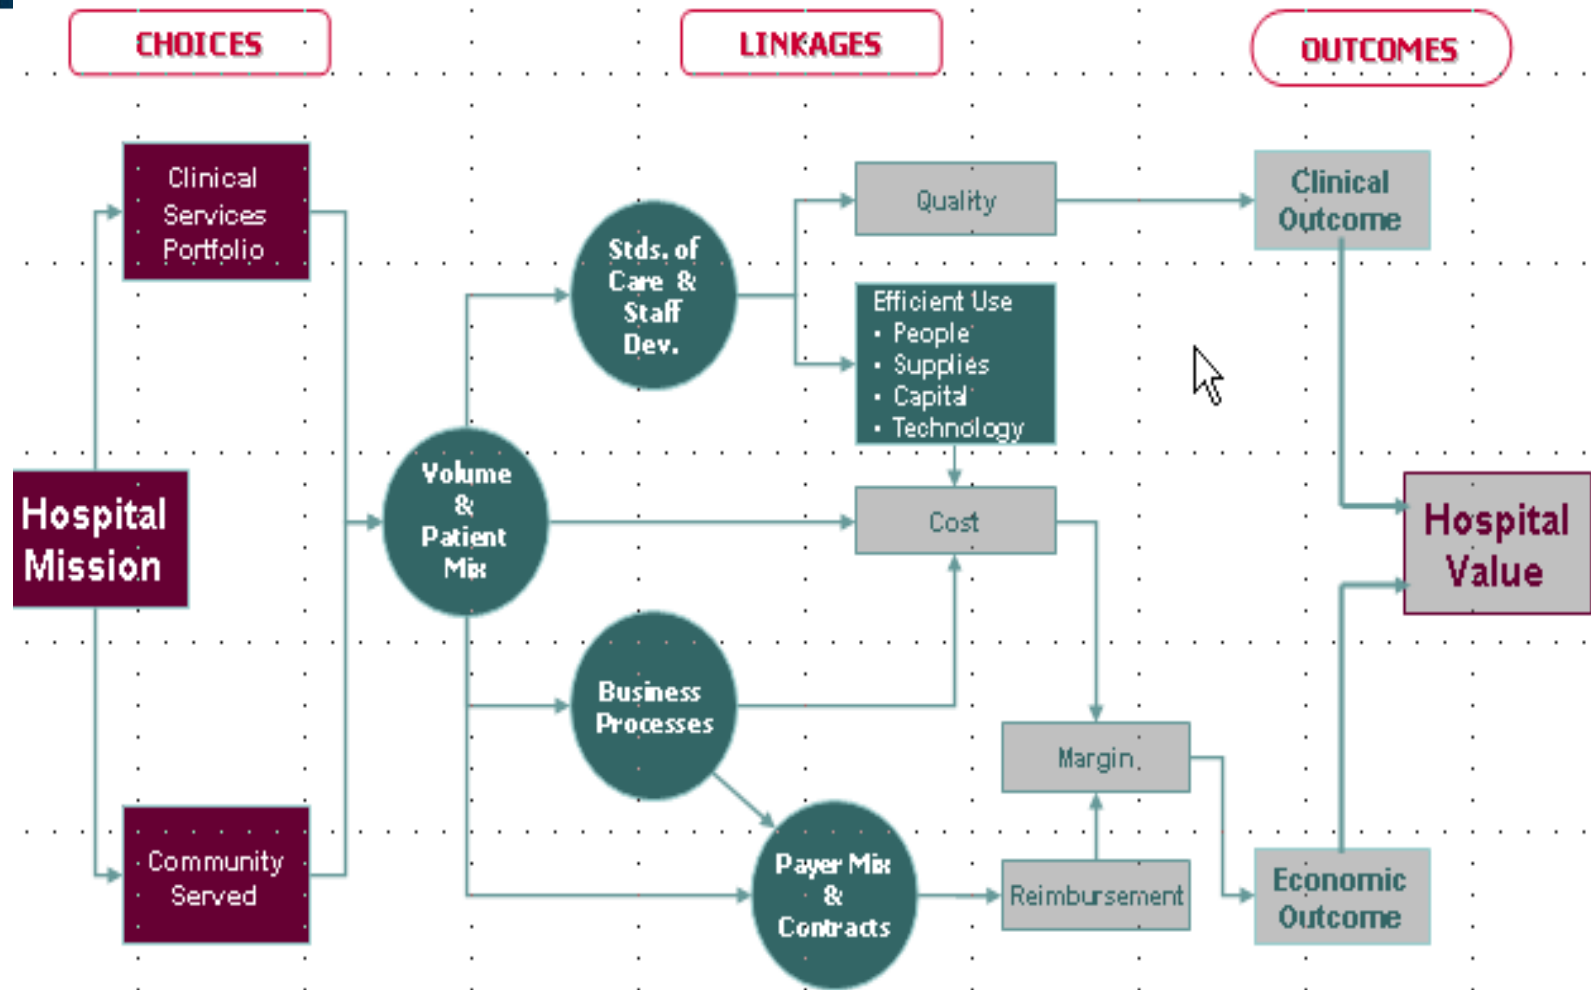 CHOICES
LINKAGES
OUTCOMES
Clinical
Services
Portfolio
Stds. of
Care &
Staff
Dev.
Quality
Clinical
Outcome
Efficient Use
• People
• Supplies
• Capital
• Technology
Hospital
Mission
Volume
&
Patient
Mix
Cost
Hospital
Value
Business
Processes
Margin
Community
Served
Payer Mix
&
Contracts
Reimbursement
Economic
Outcome